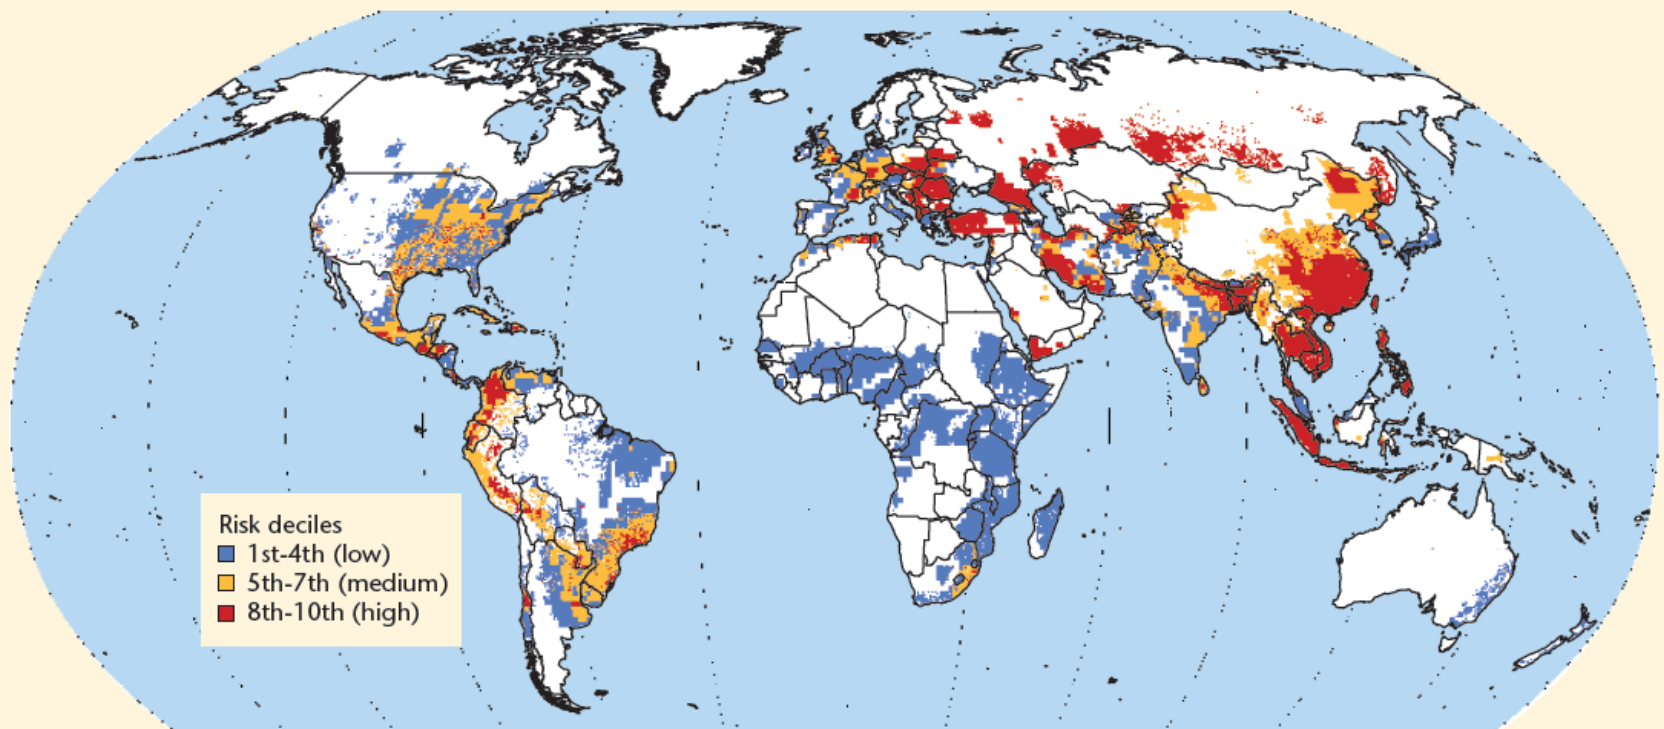 Risk deciles
1st-4th (low)
5th-7th (medium)
8th-10th (high)